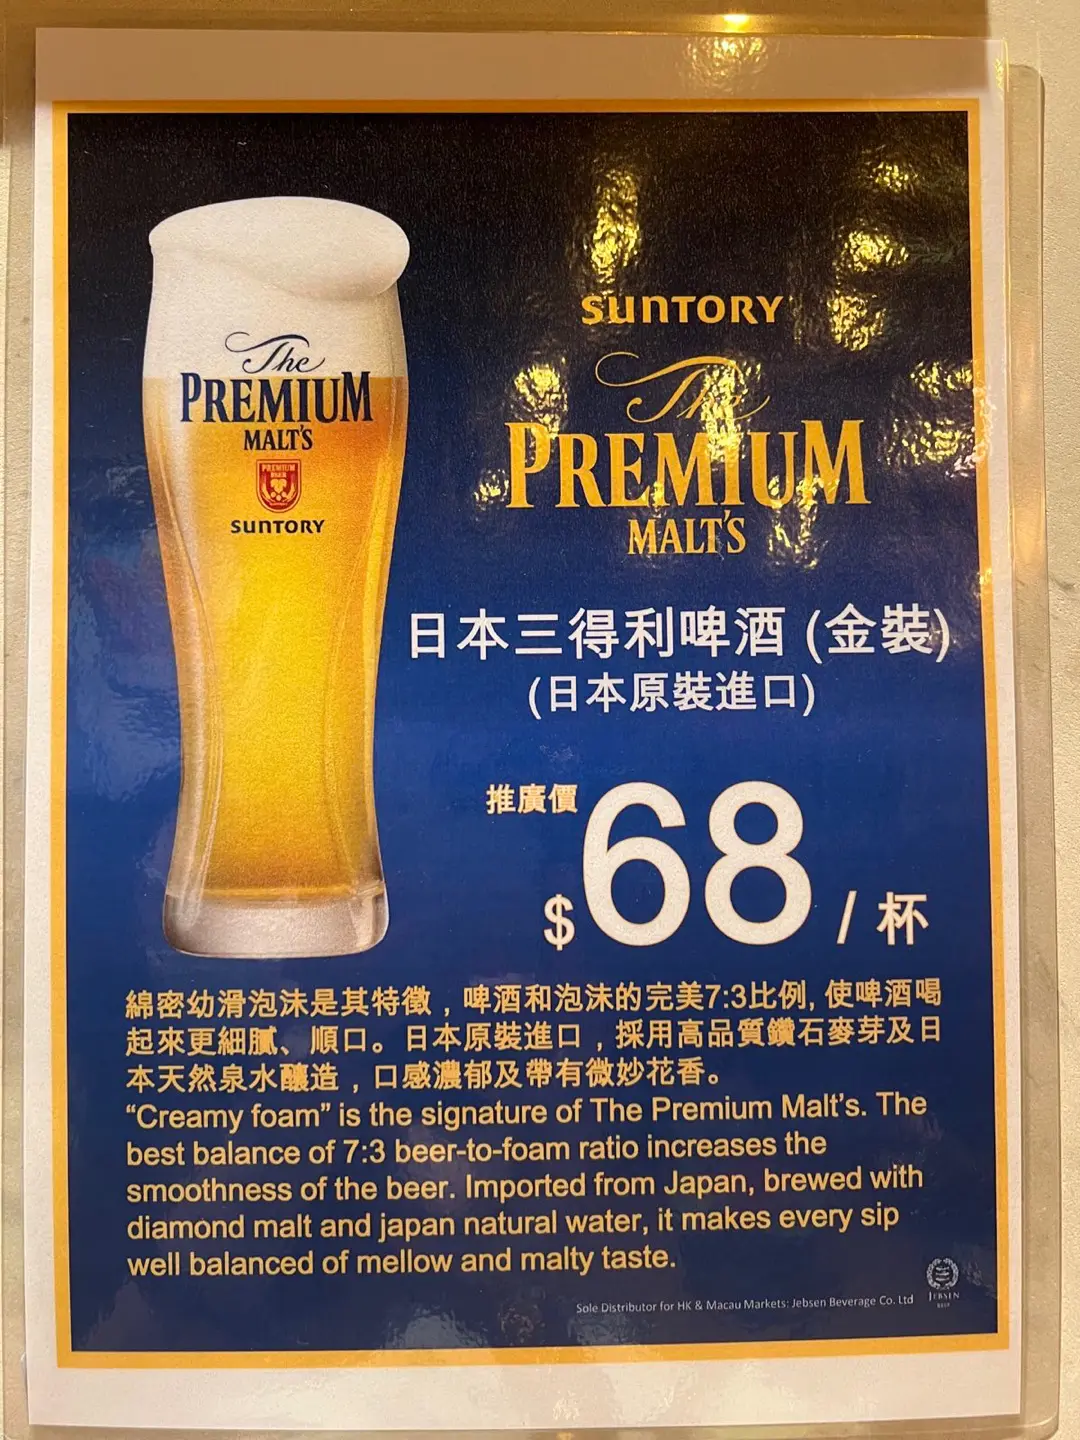 The
PREMIUM
MALT'S
PREMIUM
BEER
SUNTORY
SUNTORY
The
PREMIUM
MALT'S
日本三得利啤酒 (金裝)
(日本原裝進口)
推廣價
$68 / 杯
綿密幼滑泡沫是其特徵，啤酒和泡沫的完美7:3比例, 使啤酒喝
起來更細膩、順口。日本原裝進口，採用高品質鑽石麥芽及日
本天然泉水釀造，口感濃郁及帶有微妙花香。
“Creamy foam” is the signature of The Premium Malt’s. The
best balance of 7:3 beer-to-foam ratio increases the
smoothness of the beer. Imported from Japan, brewed with
diamond malt and japan natural water, it makes every sip
well balanced of mellow and malty taste.
Sole Distributor for HK & Macau Markets: Jebsen Beverage Co. Ltd
JEBSEN